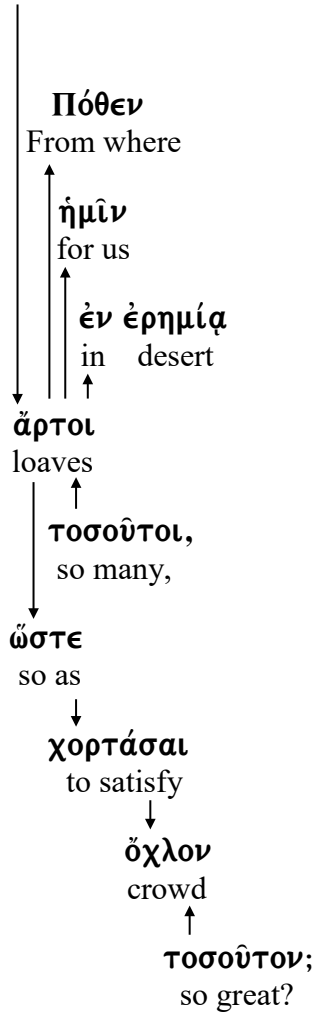 Πόθεν
From where
ἡμῖν
for us
ἐν ἐρημίᾳ
in desert
ἄρτοι
loaves
τοσοῦτοι,
so many,
ὥστε
so as
χορτάσαι
to satisfy
ὄχλον
crowd
τοσοῦτον;
so great?